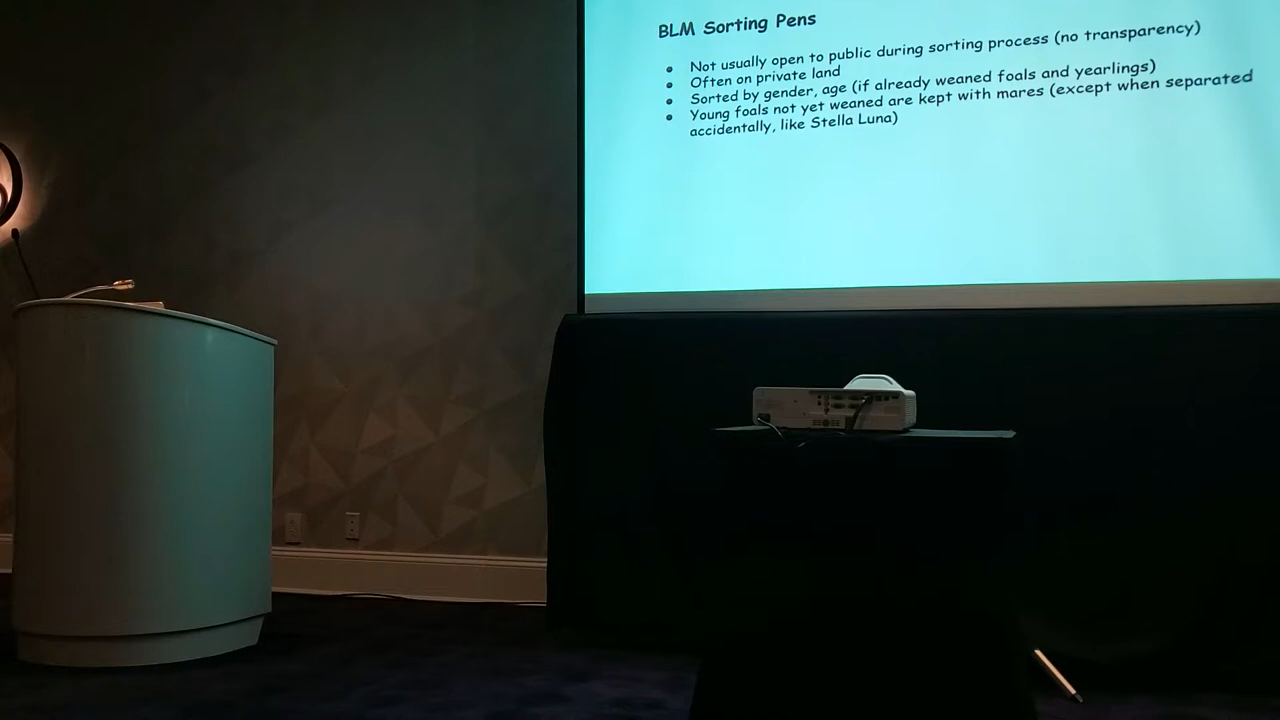 BLM Sorting Pens
• Not usually open to public during sorting process (no transparency)
• Often on private land
• Sorted by gender, age (if already weaned foals and yearlings)
• Young foals not yet weaned are kept with mares (except when separated
accidentally, like Stella Luna)